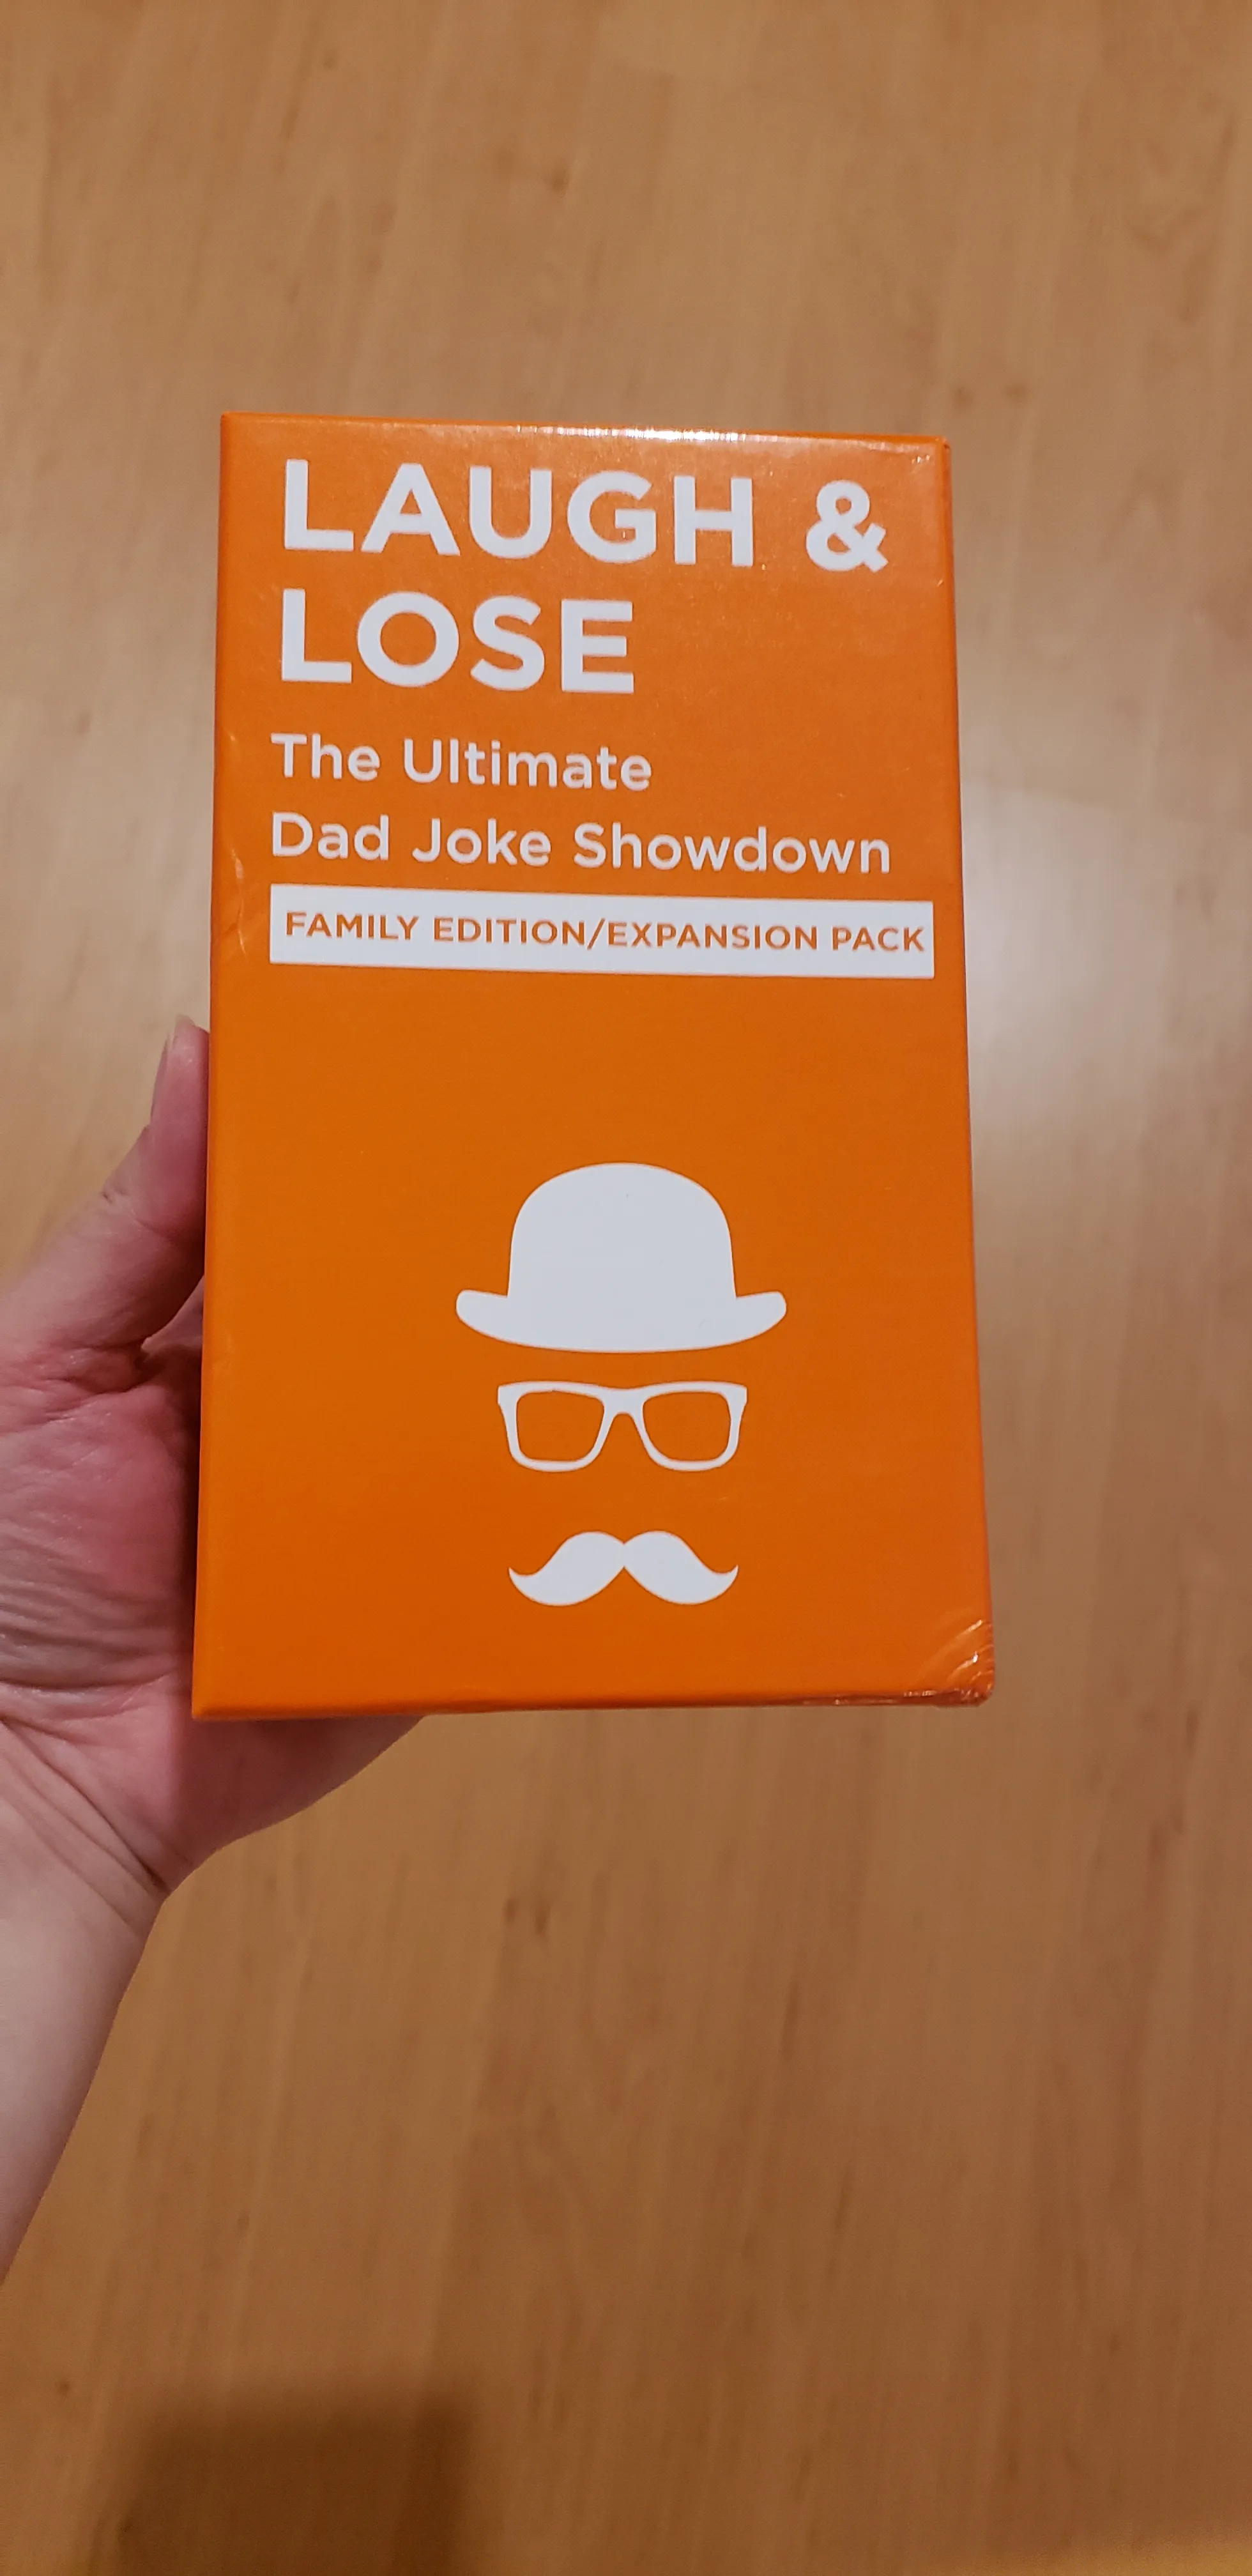 LAUGH &
LOSE
The Ultimate
Dad Joke Showdown
FAMILY EDITION/EXPANSION PACK